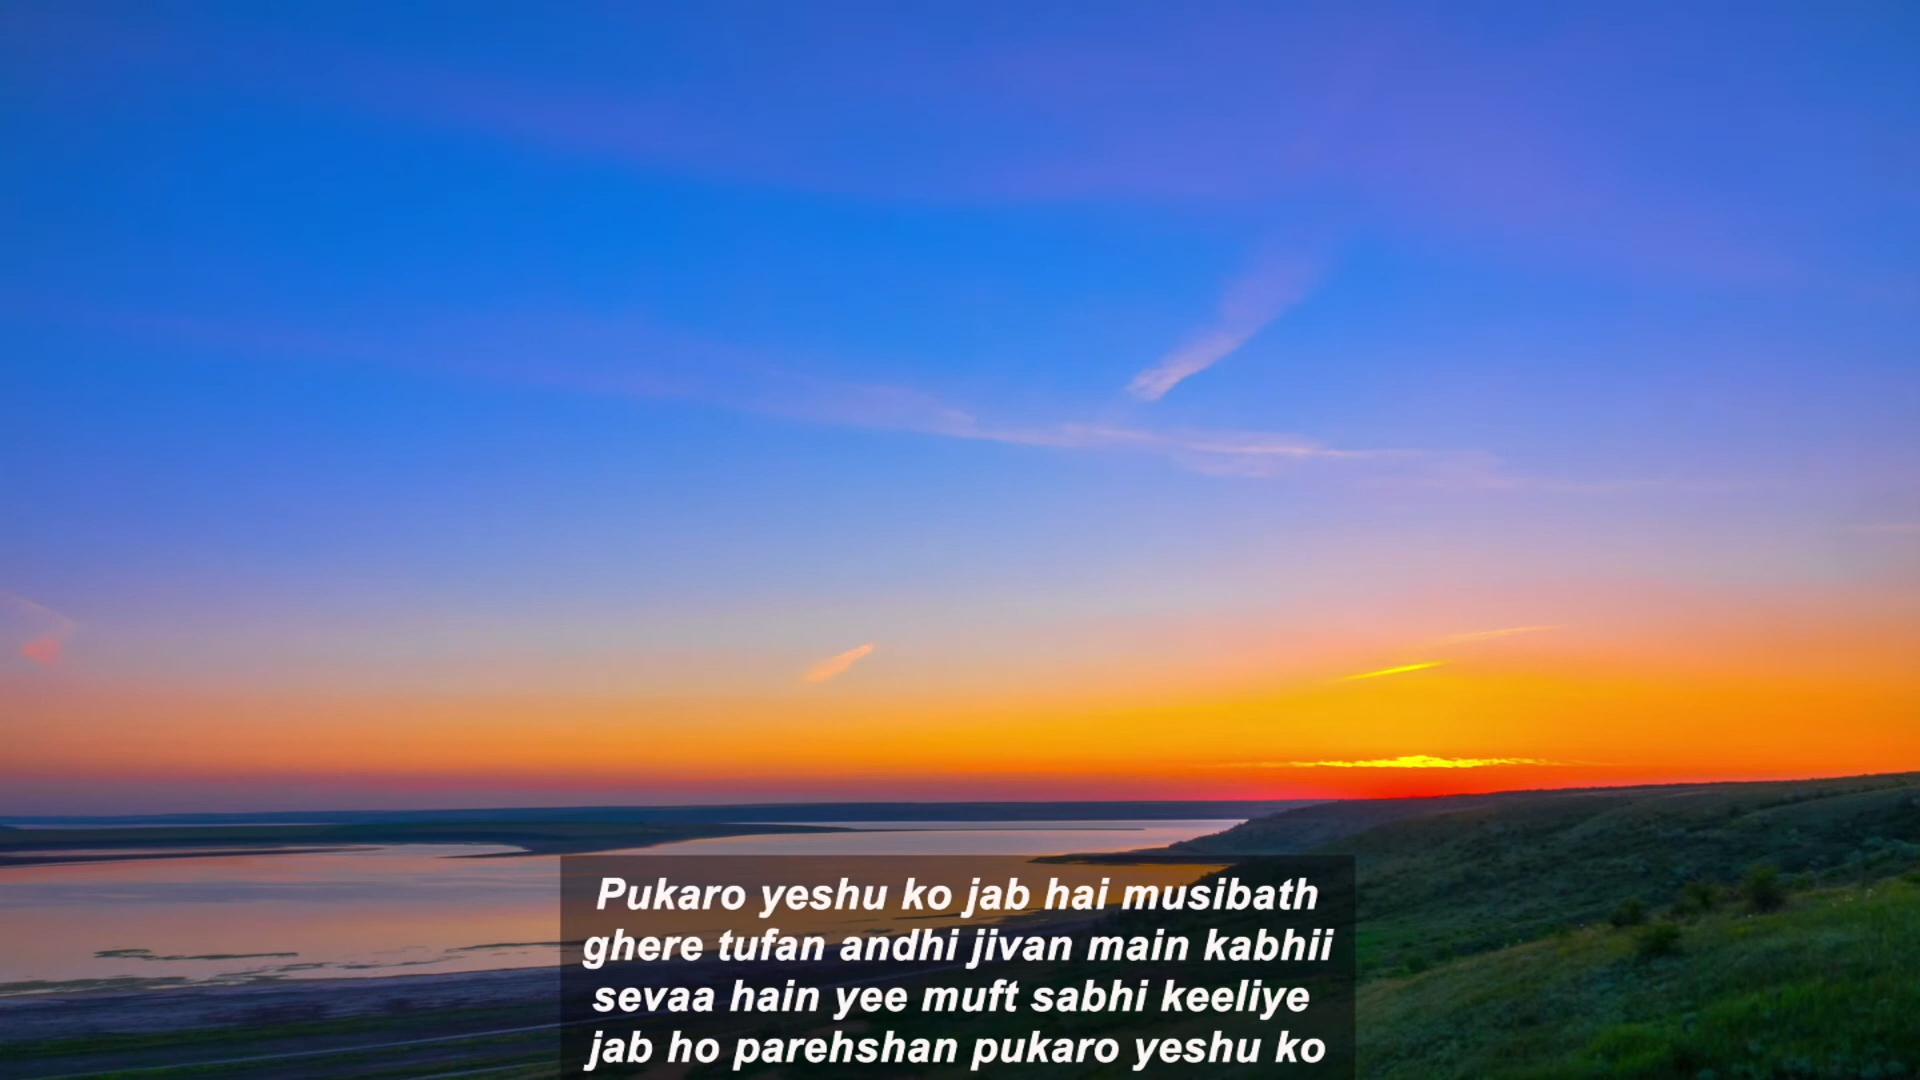 Pukaro yeshu ko jab hai musibath
ghere tufan andhi jivan main kabhii
sevaa hain yee muft sabhi keeliye
jab ho parehshan pukaro yeshu ko